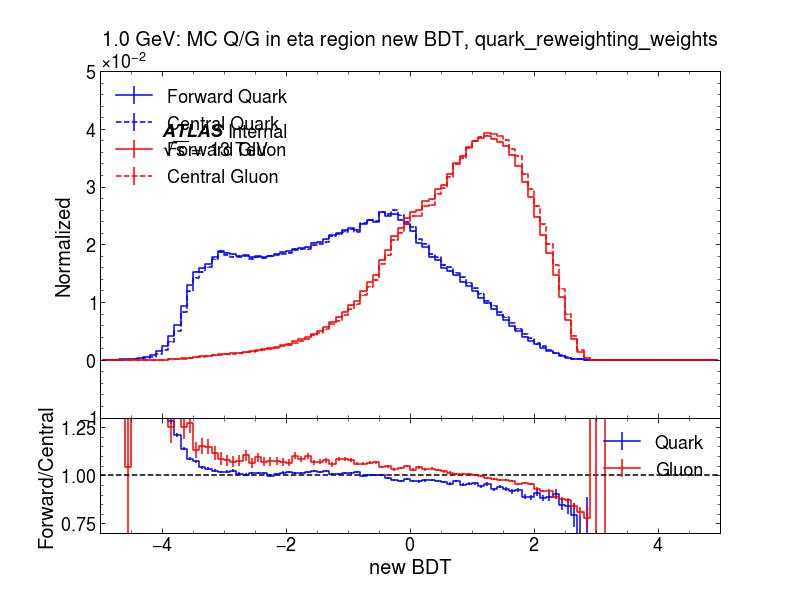 1.0 GeV: MC Q/G in eta region new BDT, quark_reweighting_weights
×10⁻²
5
4
3
2
1
0
−1
Normalized
Forward Quark
Central Quark
ATLAS Internal
Forward Gluon
√s = 13 TeV
Central Gluon
1.25
1.00
0.75
Forward/Central
Quark
Gluon
−4 −2 0 2 4
new BDT